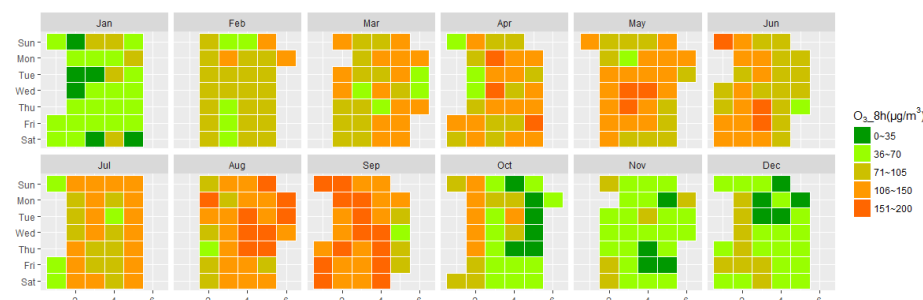 Jan Feb Mar Apr May Jun
Sun
Mon
Tue
Wed
Thu
Fri
Sat
O₃_8h(μg/m³)
0~35
36~70
71~105
106~150
151~200
Jul Aug Sep Oct Nov Dec
Sun
Mon
Tue
Wed
Thu
Fri
Sat